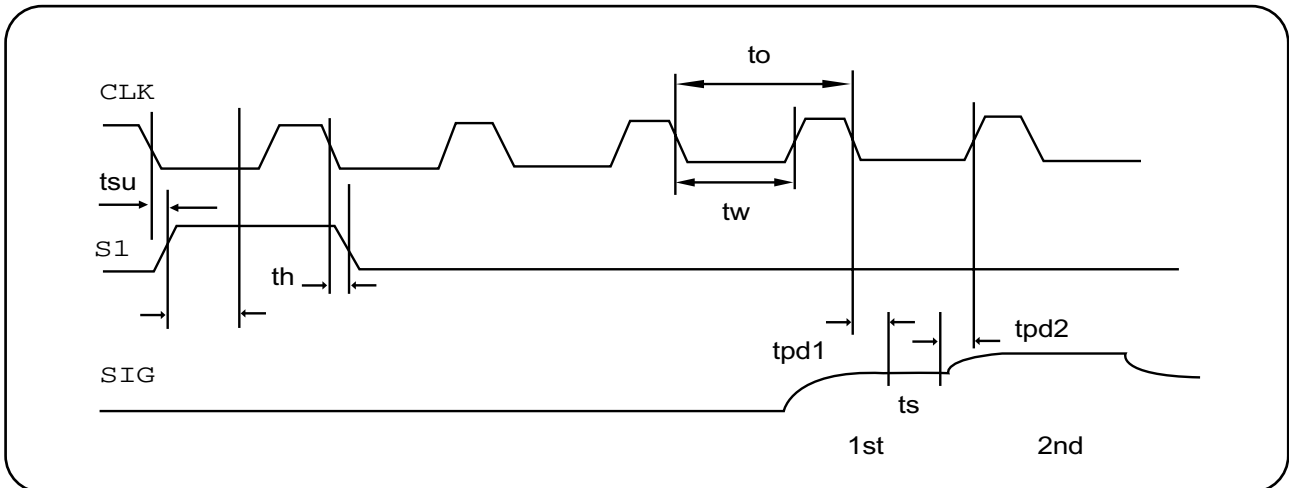 to
CLK
tsu
tw
S1
th
tpd1
tpd2
SIG
ts
1st
2nd